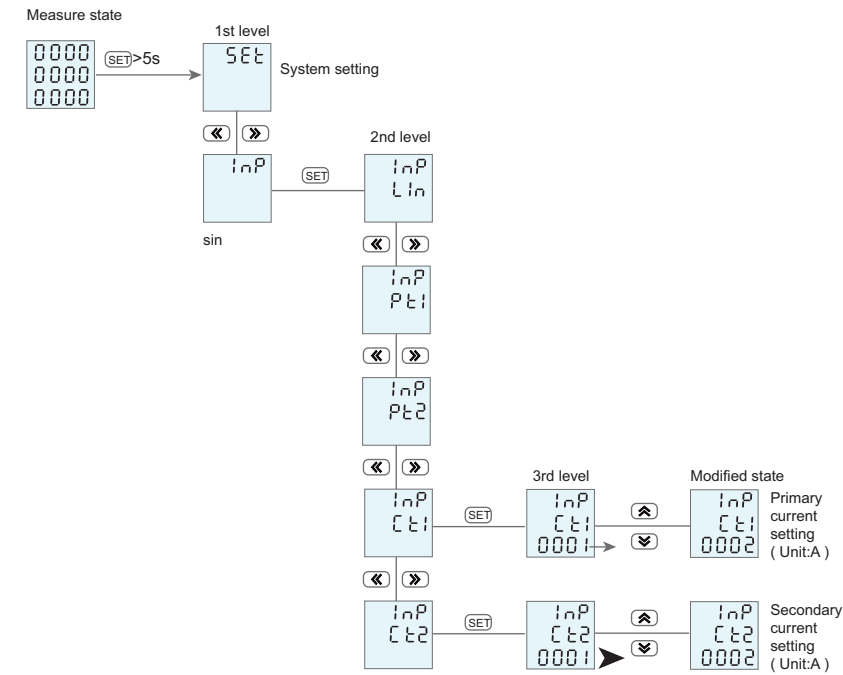 Measure state
0000
0000
0000
SET >5s
1st level
SEt
System setting
InP
sin
SET
2nd level
InP
LIn
InP
Pt1
InP
Pt2
InP
Ct1
SET
3rd level
InP
Ct1
0001
Modified state
InP
Ct1
0002
Primary
current
setting
( Unit:A )
InP
Ct2
SET
InP
Ct2
0001
InP
Ct2
0002
Secondary
current
setting
( Unit:A )